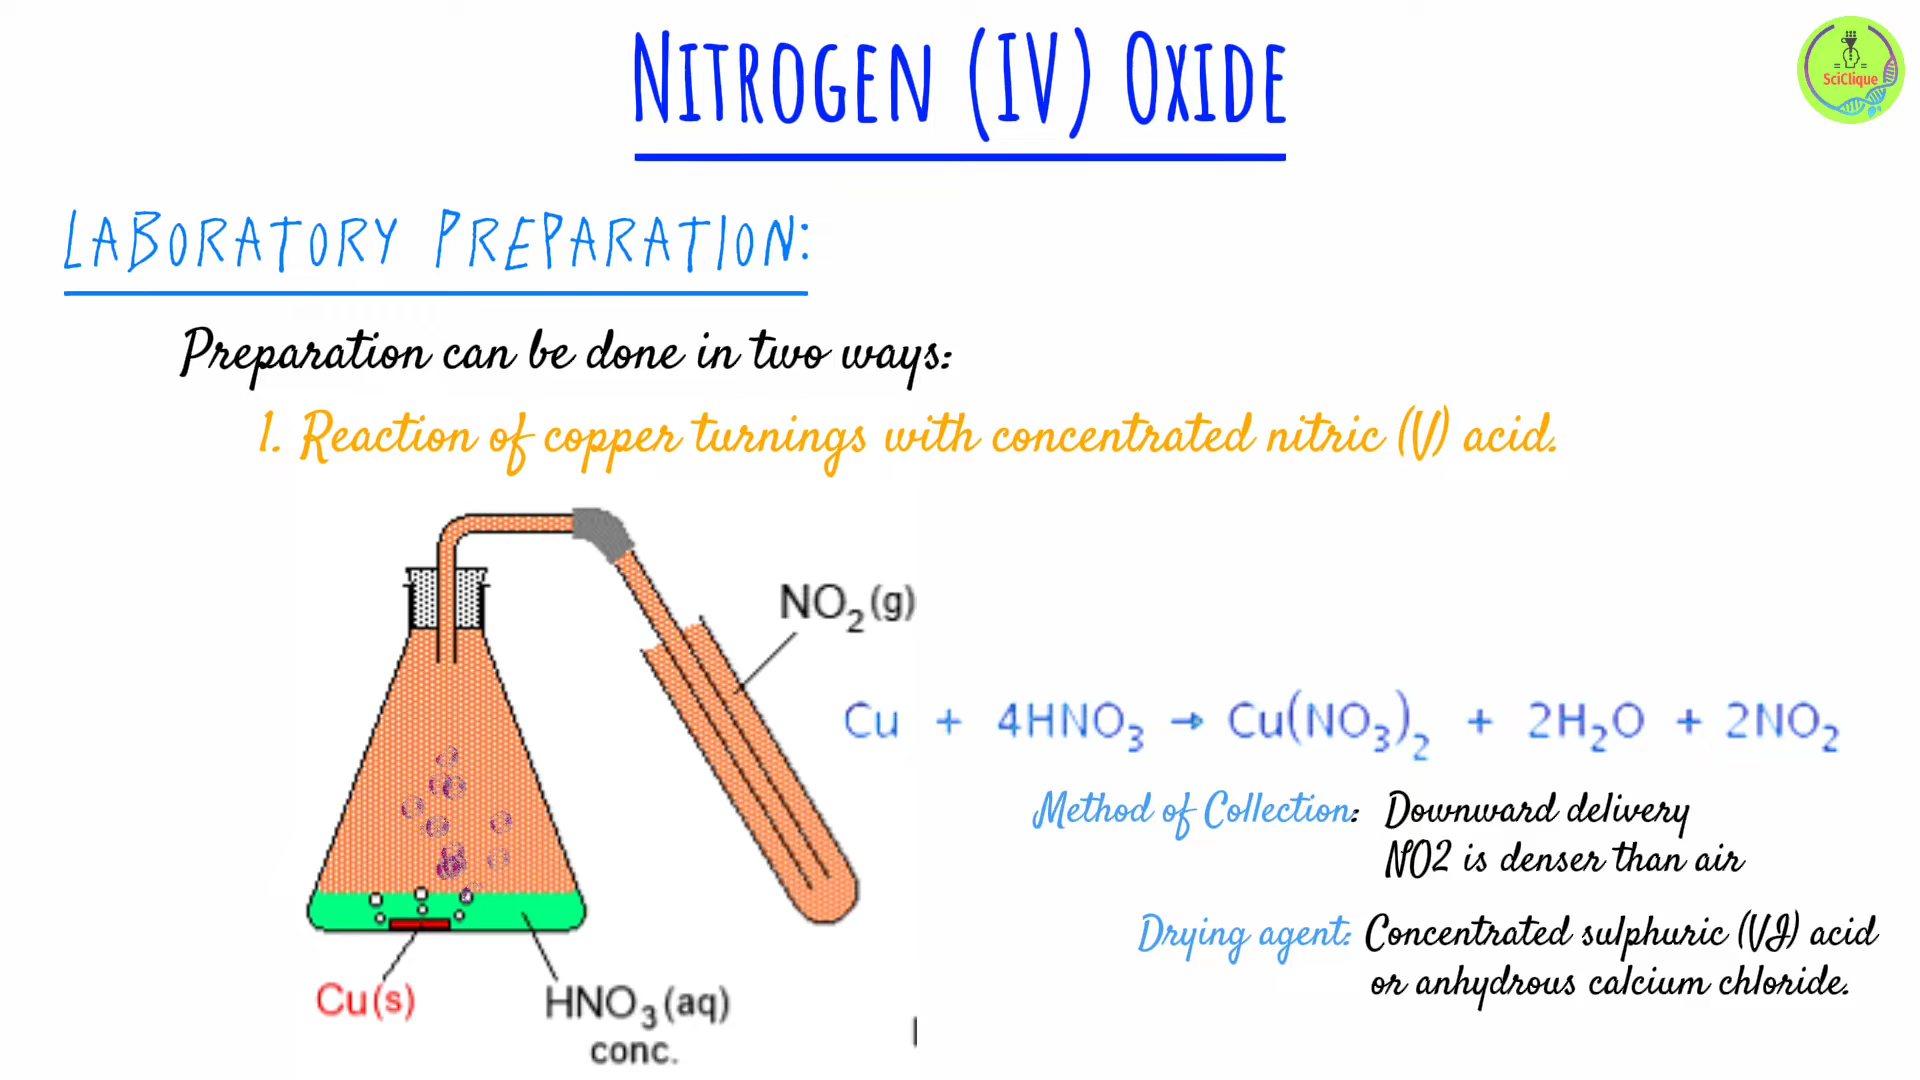 NITROGEN (IV) OXIDE
SciClique
LABORATORY PREPARATION:
Preparation can be done in two ways:
1. Reaction of copper turnings with concentrated nitric (V) acid.
NO₂(g)
Cu + 4HNO₃ → Cu(NO₃)₂ + 2H₂O + 2NO₂
Method of Collection: Downward delivery
NO2 is denser than air
Drying agent: Concentrated sulphuric (VI) acid
or anhydrous calcium chloride.
Cu(s)
HNO₃(aq)
conc.